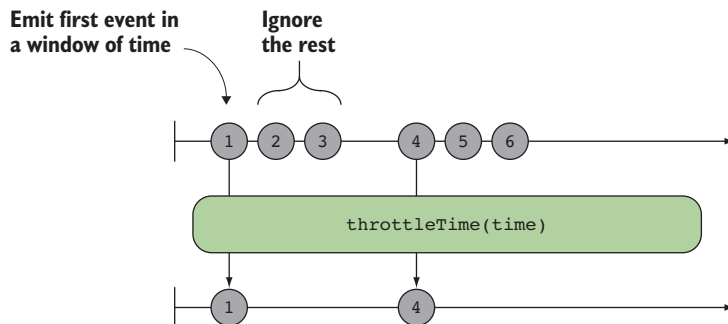 Emit first event in
a window of time
Ignore
the rest
1 2 3 4 5 6
throttleTime(time)
1 4